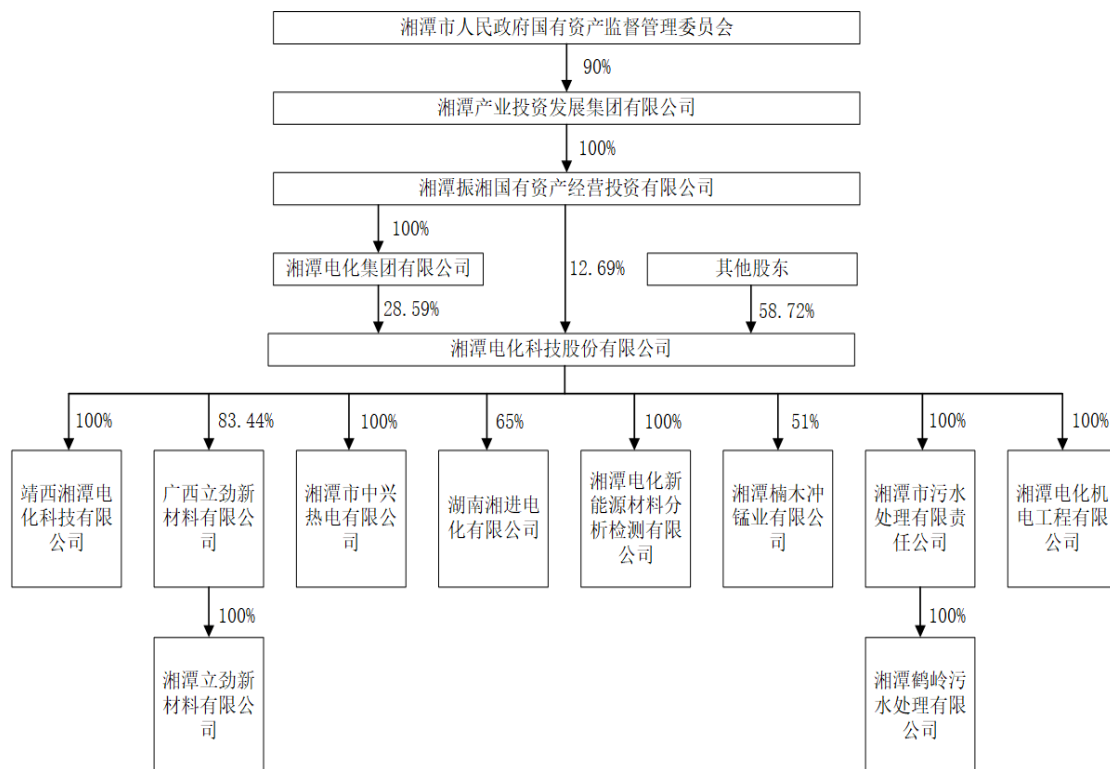 湘潭市人民政府国有资产监督管理委员会
90%
湘潭产业投资发展集团有限公司
100%
湘潭振湘国有资产经营投资有限公司
100%
湘潭电化集团有限公司
12.69%
其他股东
28.59%
58.72%
湘潭电化科技股份有限公司
100%
83.44%
100%
65%
100%
51%
100%
100%
靖西湘潭电
化科技有限
公司
广西立劲新
材料有限公
司
湘潭市中兴
热电有限公
司
湖南湘进电
化有限公司
湘潭电化新
能源材料分
析检测有限
公司
湘潭楠木冲
锰业有限公
司
湘潭市污水
处理有限责
任公司
湘潭电化机
电工程有限
公司
100%
100%
湘潭立劲新
材料有限公
司
湘潭鹤岭污
水处理有限
公司